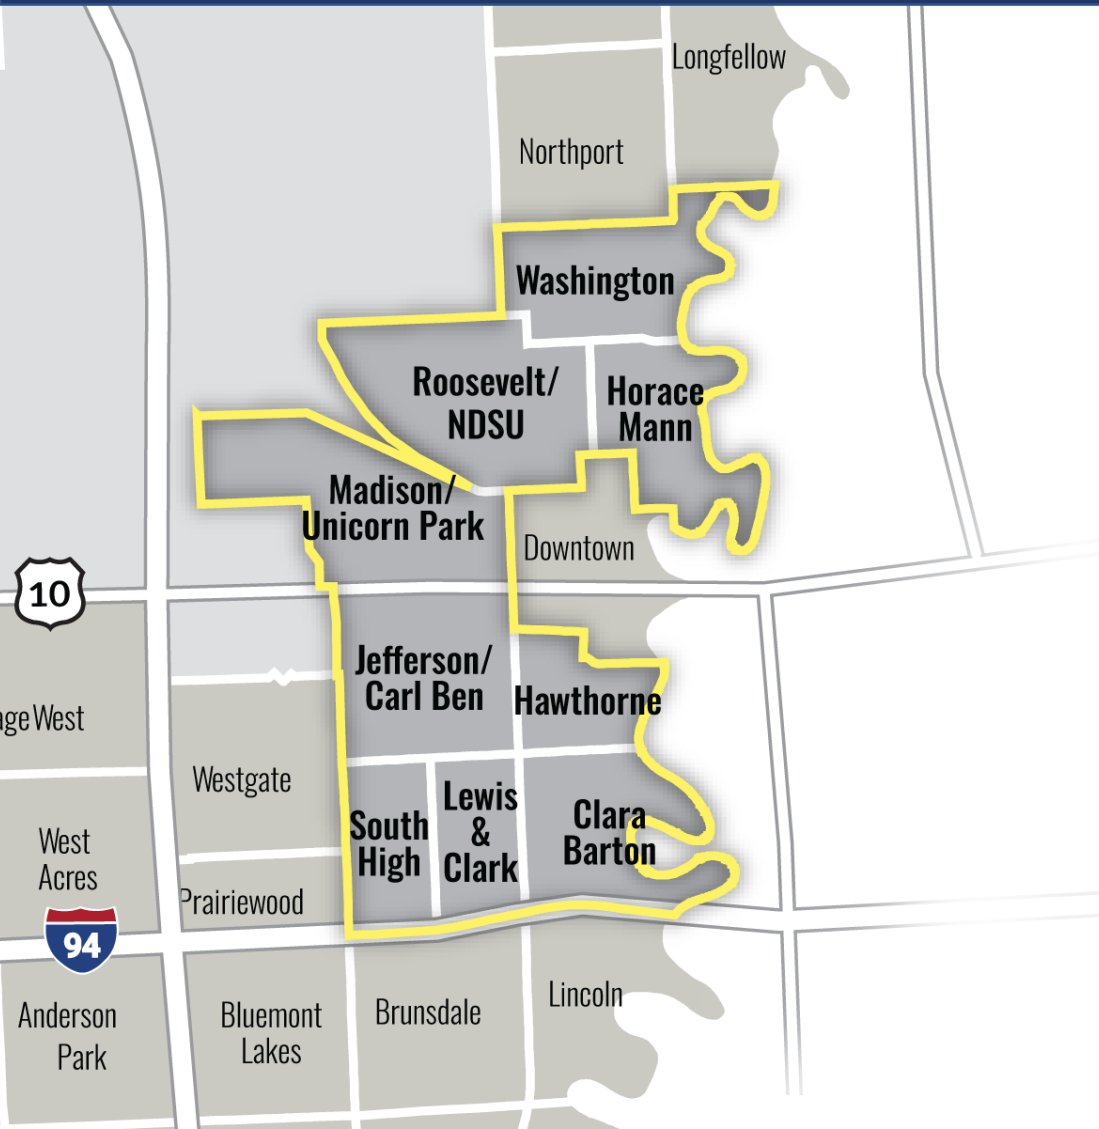 Longfellow
Northport
Washington
Roosevelt/
NDSU
Horace
Mann
Madison/
Unicorn Park
Downtown
10
Jefferson/
Carl Ben
Hawthorne
West
Westgate
Lewis
&
Clark
South
High
Clara
Barton
West
Acres
Prairiewood
94
Anderson
Park
Bluemont
Lakes
Brunsdale
Lincoln